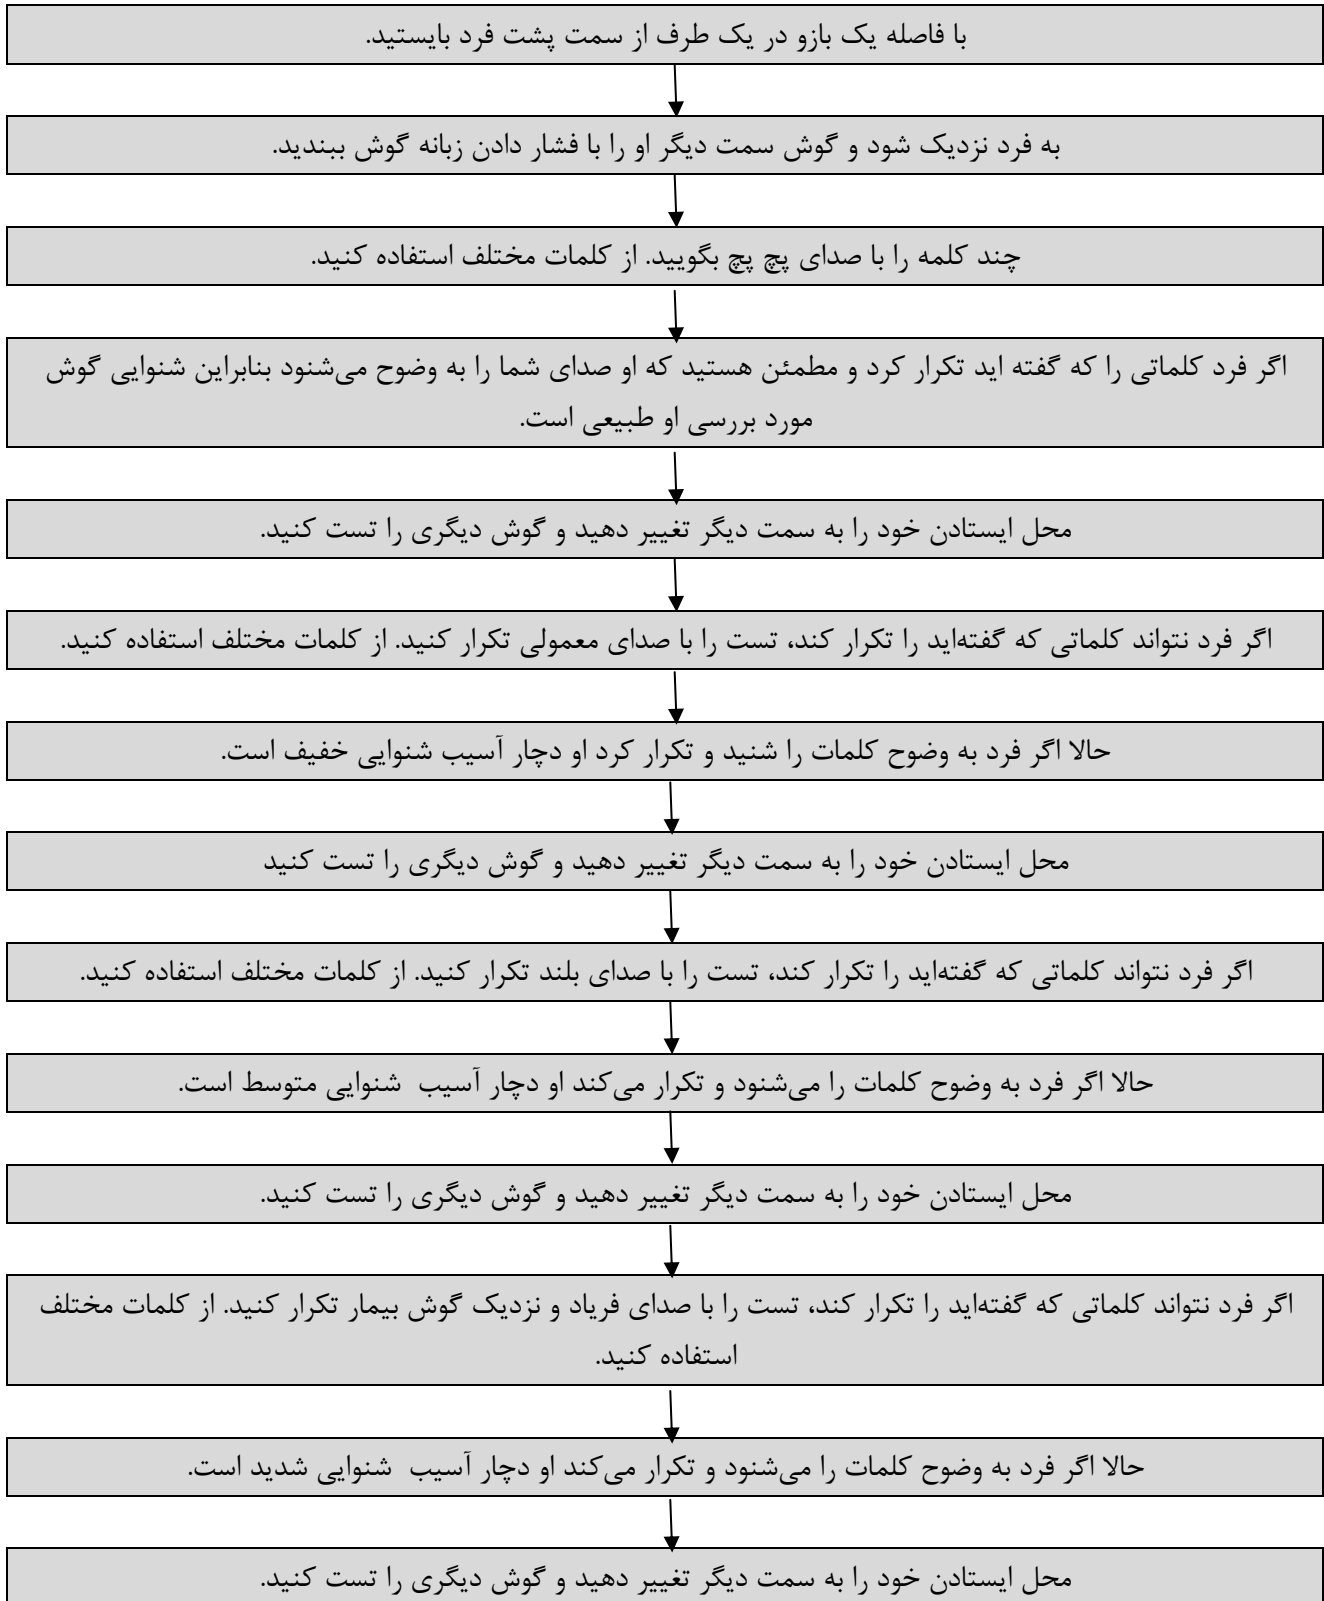 با فاصله یک بازو در یک طرف از سمت پشت فرد بایستید.
به فرد نزدیک شود و گوش سمت دیگر او را با فشار دادن زبانه گوش ببندید.
چند کلمه را با صدای پچ پچ بگویید. از کلمات مختلف استفاده کنید.
اگر فرد کلماتی را که گفته اید تکرار کرد و مطمئن هستید که او صدای شما را به وضوح می‌شنود بنابراین شنوایی گوش
مورد بررسی او طبیعی است.
محل ایستادن خود را به سمت دیگر تغییر دهید و گوش دیگری را تست کنید.
اگر فرد نتواند کلماتی که گفته‌اید را تکرار کند، تست را با صدای معمولی تکرار کنید. از کلمات مختلف استفاده کنید.
حالا اگر فرد به وضوح کلمات را شنید و تکرار کرد او دچار آسیب شنوایی خفیف است.
محل ایستادن خود را به سمت دیگر تغییر دهید و گوش دیگری را تست کنید
اگر فرد نتواند کلماتی که گفته‌اید را تکرار کند، تست را با صدای بلند تکرار کنید. از کلمات مختلف استفاده کنید.
حالا اگر فرد به وضوح کلمات را می‌شنود و تکرار می‌کند او دچار آسیب شنوایی متوسط است.
محل ایستادن خود را به سمت دیگر تغییر دهید و گوش دیگری را تست کنید.
اگر فرد نتواند کلماتی که گفته‌اید را تکرار کند، تست را با صدای فریاد و نزدیک گوش بیمار تکرار کنید. از کلمات مختلف
استفاده کنید.
حالا اگر فرد به وضوح کلمات را می‌شنود و تکرار می‌کند او دچار آسیب شنوایی شدید است.
محل ایستادن خود را به سمت دیگر تغییر دهید و گوش دیگری را تست کنید.